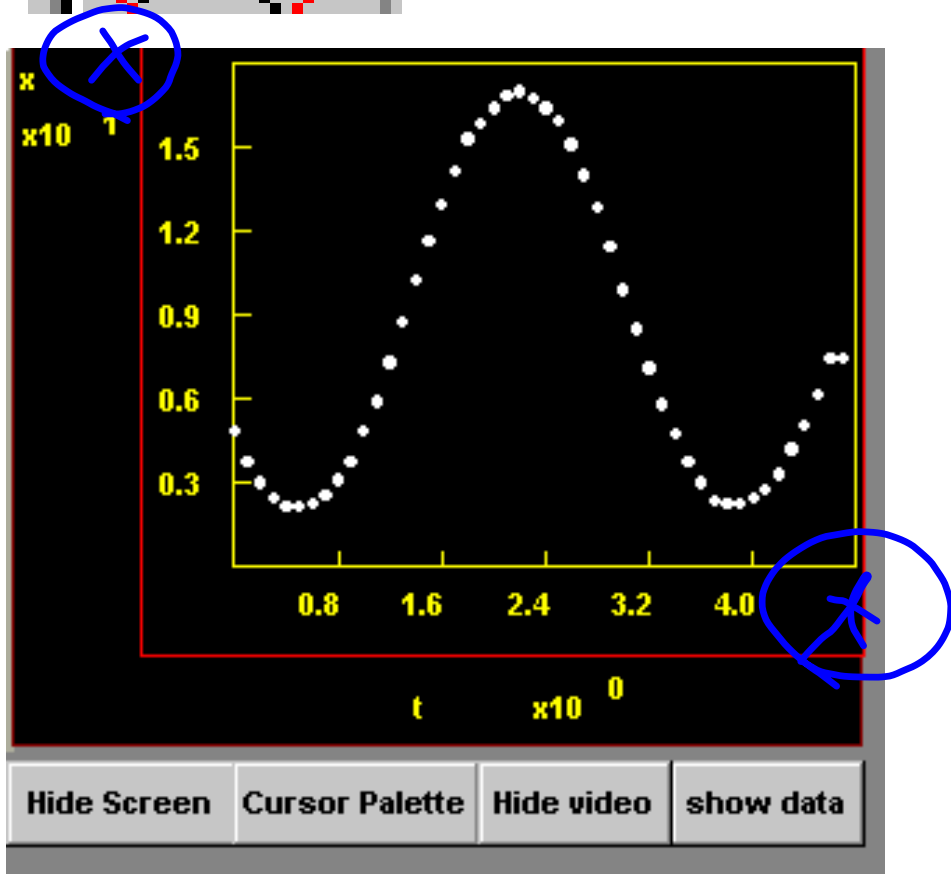 X
x
x10 1
1.5
1.2
0.9
0.6
0.3
0.8 1.6 2.4 3.2 4.0
t x10 0
Hide Screen Cursor Palette Hide video show data